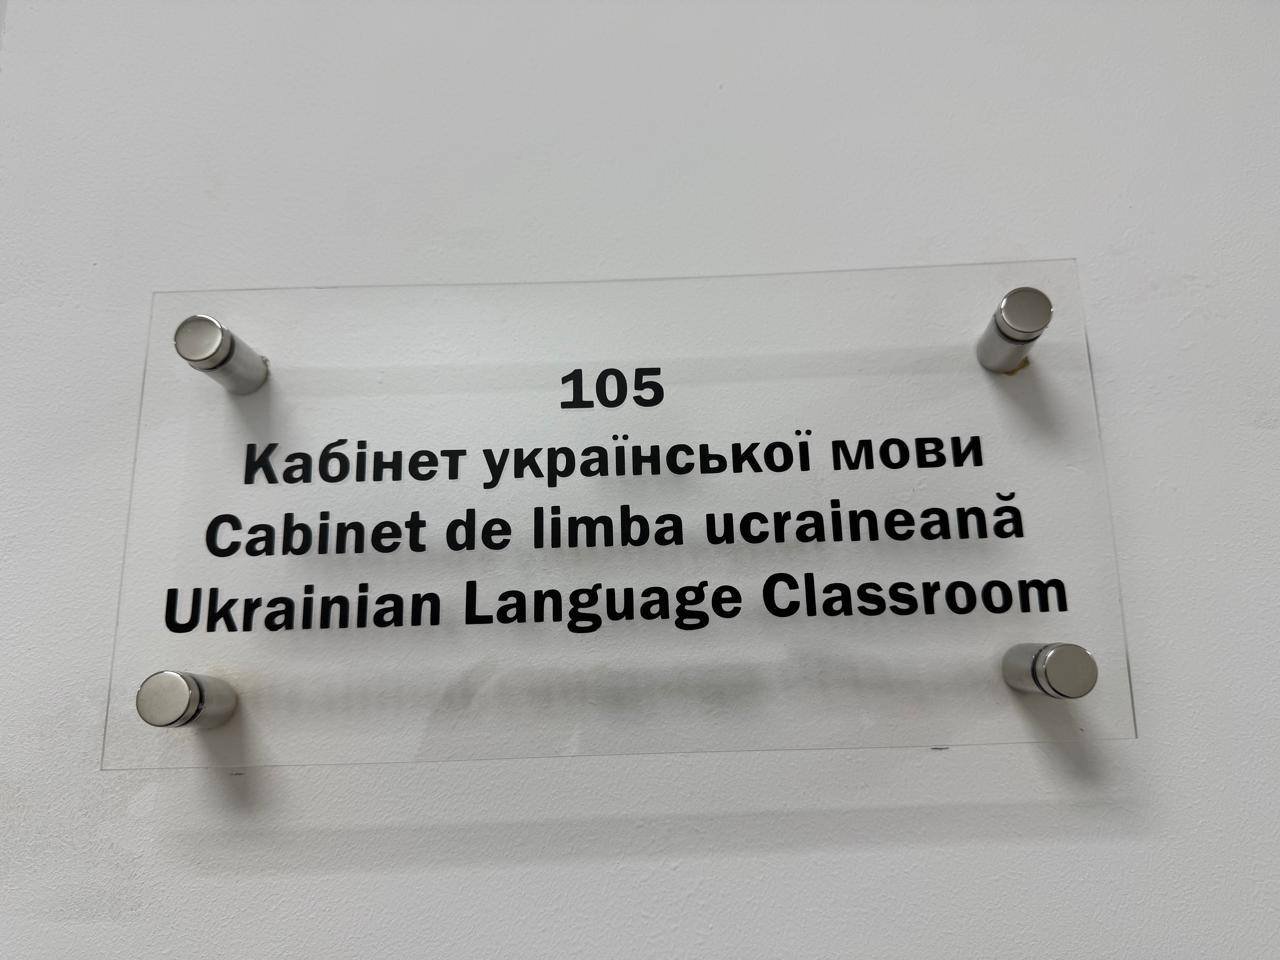 105
Кабінет української мови
Cabinet de limba ucraineană
Ukrainian Language Classroom